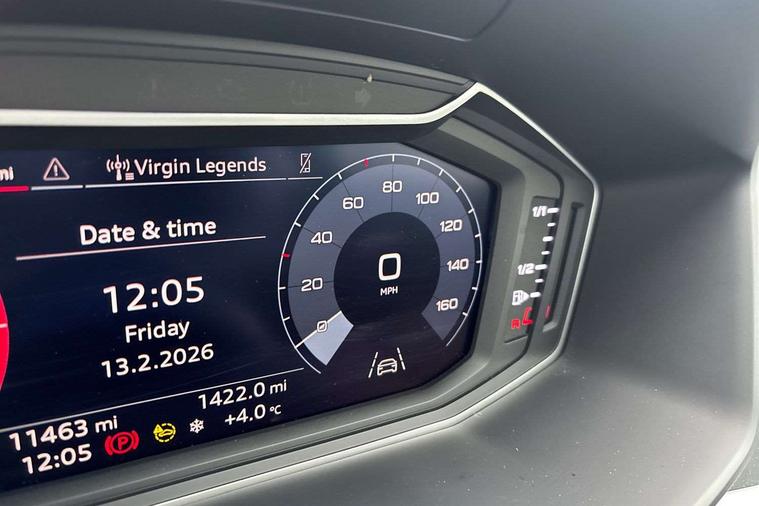 mi
Virgin Legends
Date & time
12:05
Friday
13.2.2026
1422.0 mi
+4.0 °C
11463 mi
12:05
P
0
20
40
60
80
100
120
140
160
0
MPH
1/1
1/2
R